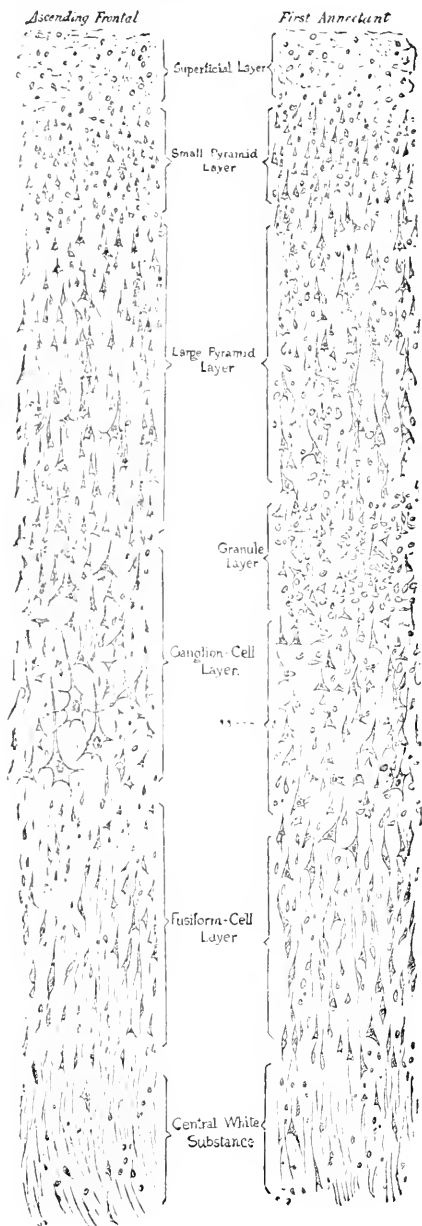 Ascending Frontal
First Annectant
Superficial Layer
Small Pyramid
Layer
Large Pyramid
Layer
Granule
Layer
Ganglion-Cell
Layer.
,,....
Fusiform-Cell
Layer
Central White
Substance